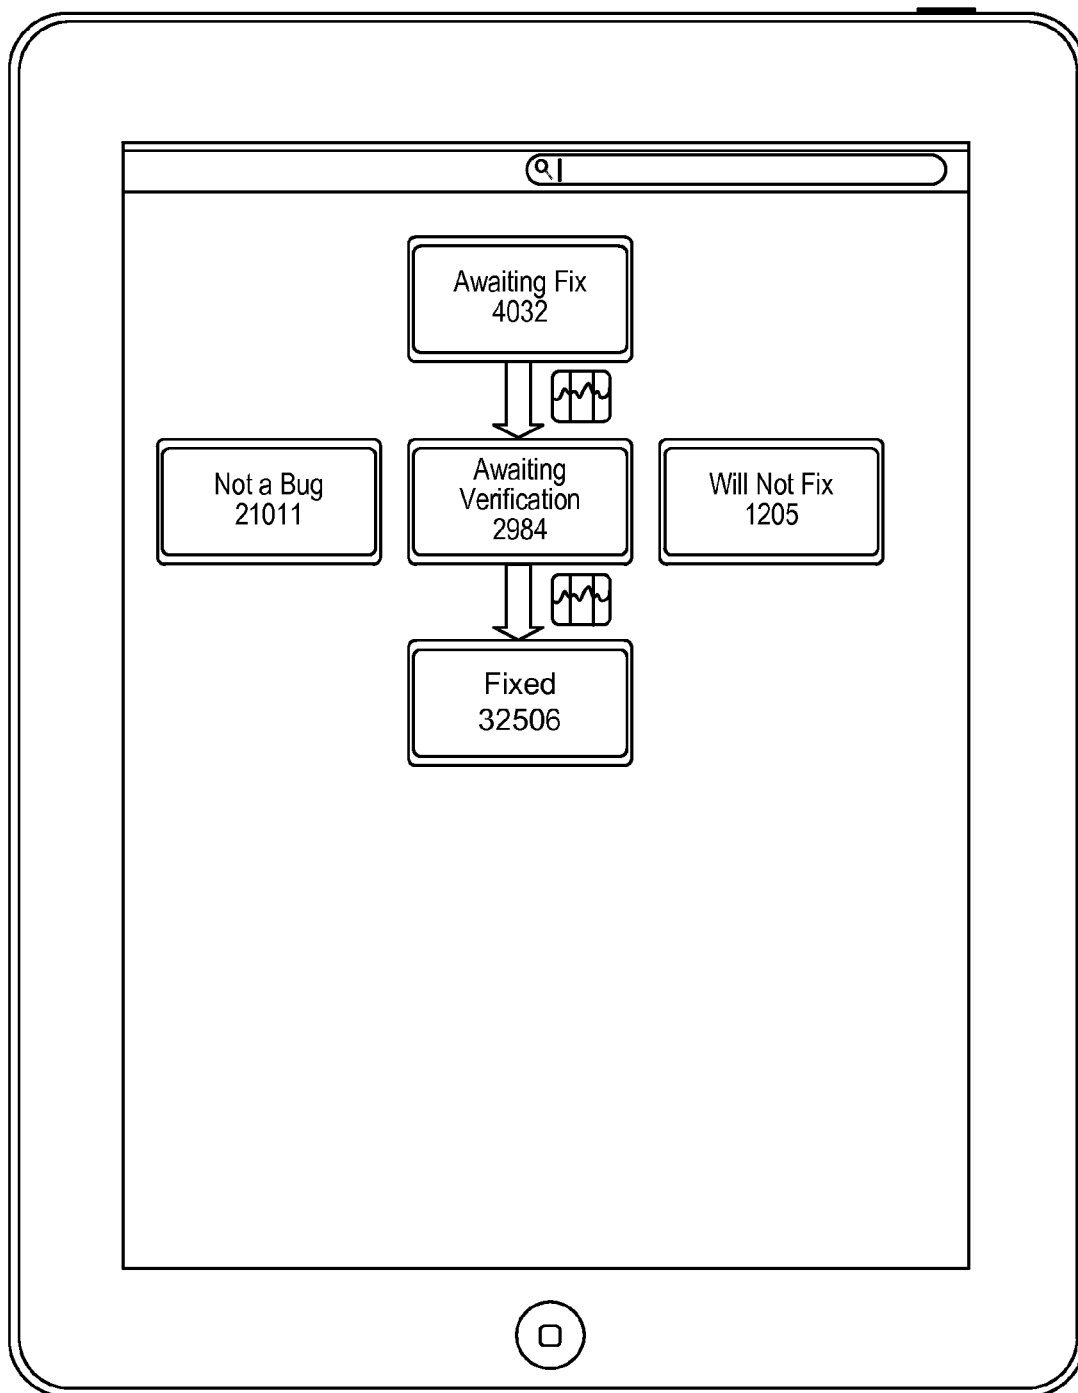 Awaiting Fix
4032
Not a Bug
21011
Awaiting
Verification
2984
Will Not Fix
1205
Fixed
32506